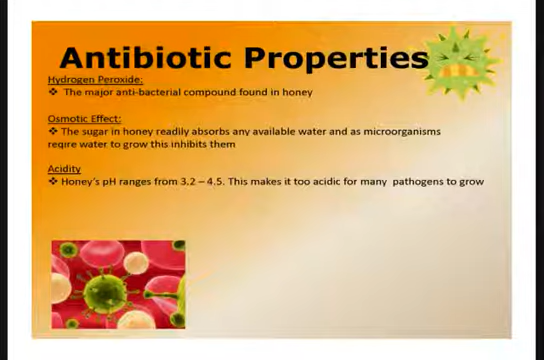 Antibiotic Properties
Hydrogen Peroxide:
❖ The major anti-bacterial compound found in honey
Osmotic Effect:
❖ The sugar in honey readily absorbs any available water and as microorganisms
reqire water to grow this inhibits them
Acidity
❖ Honey's pH ranges from 3.2 – 4.5. This makes it too acidic for many pathogens to grow